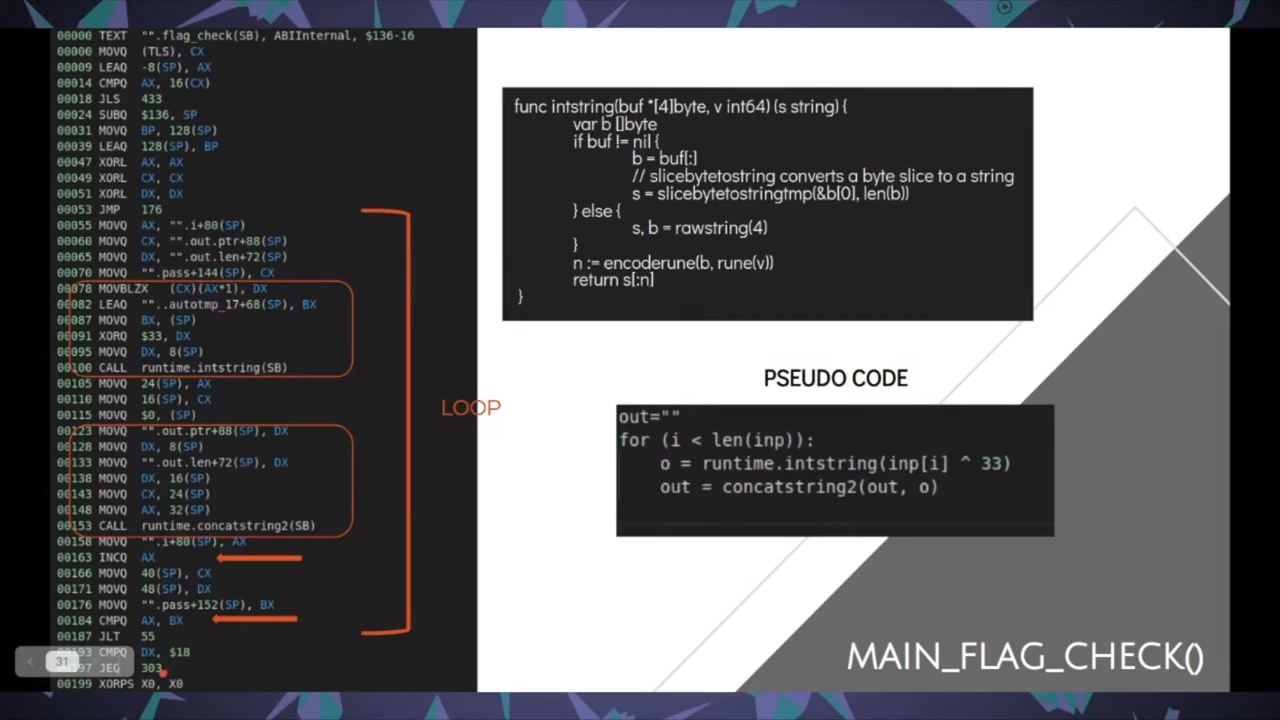 00000 TEXT "".flag_check(SB), ABIInternal, $136-16
00000 MOVQ (TLS), CX
00009 LEAQ -8(SP), AX
00014 CMPQ AX, 16(CX)
00018 JLS 433
00024 SUBQ $136, SP
00031 MOVQ BP, 128(SP)
00039 LEAQ 128(SP), BP
00047 XORL AX, AX
00049 XORL CX, CX
00051 XORL DX, DX
00053 JMP 176
00055 MOVQ AX, "".i+80(SP)
00060 MOVQ CX, "".out.ptr+88(SP)
00065 MOVQ DX, "".out.len+72(SP)
00070 MOVQ "".pass+144(SP), CX
00078 MOVBLZX (CX)(AX*1), DX
00082 LEAQ ""..autotmp_17+68(SP), BX
00087 MOVQ BX, (SP)
00091 XORQ $33, DX
00095 MOVQ DX, 8(SP)
00100 CALL runtime.intstring(SB)
00105 MOVQ 24(SP), AX
00110 MOVQ 16(SP), CX
00115 MOVQ $0, (SP)
00123 MOVQ "".out.ptr+88(SP), DX
00128 MOVQ DX, 8(SP)
00133 MOVQ "".out.len+72(SP), DX
00138 MOVQ DX, 16(SP)
00143 MOVQ CX, 24(SP)
00148 MOVQ AX, 32(SP)
00153 CALL runtime.concatstring2(SB)
00158 MOVQ "".i+80(SP), AX
00163 INCQ AX
00166 MOVQ 40(SP), CX
00171 MOVQ 48(SP), DX
00176 MOVQ "".pass+152(SP), BX
00184 CMPQ AX, BX
00187 JLT 55
00193 CMPQ DX, $18
00197 JEQ 303
00199 XORPS X0, X0
31
LOOP
func intstring(buf *[4]byte, v int64) (s string) {
var b []byte
if buf != nil {
b = buf[:]
// slicebytetostring converts a byte slice to a string
s = slicebytetostringtmp(&b[0], len(b))
} else {
s, b = rawstring(4)
}
n := encoderune(b, rune(v))
return s[:n]
}
PSEUDO CODE
out=""
for (i < len(inp)):
o = runtime.intstring(inp[i] ^ 33)
out = concatstring2(out, o)
MAIN_FLAG_CHECK()